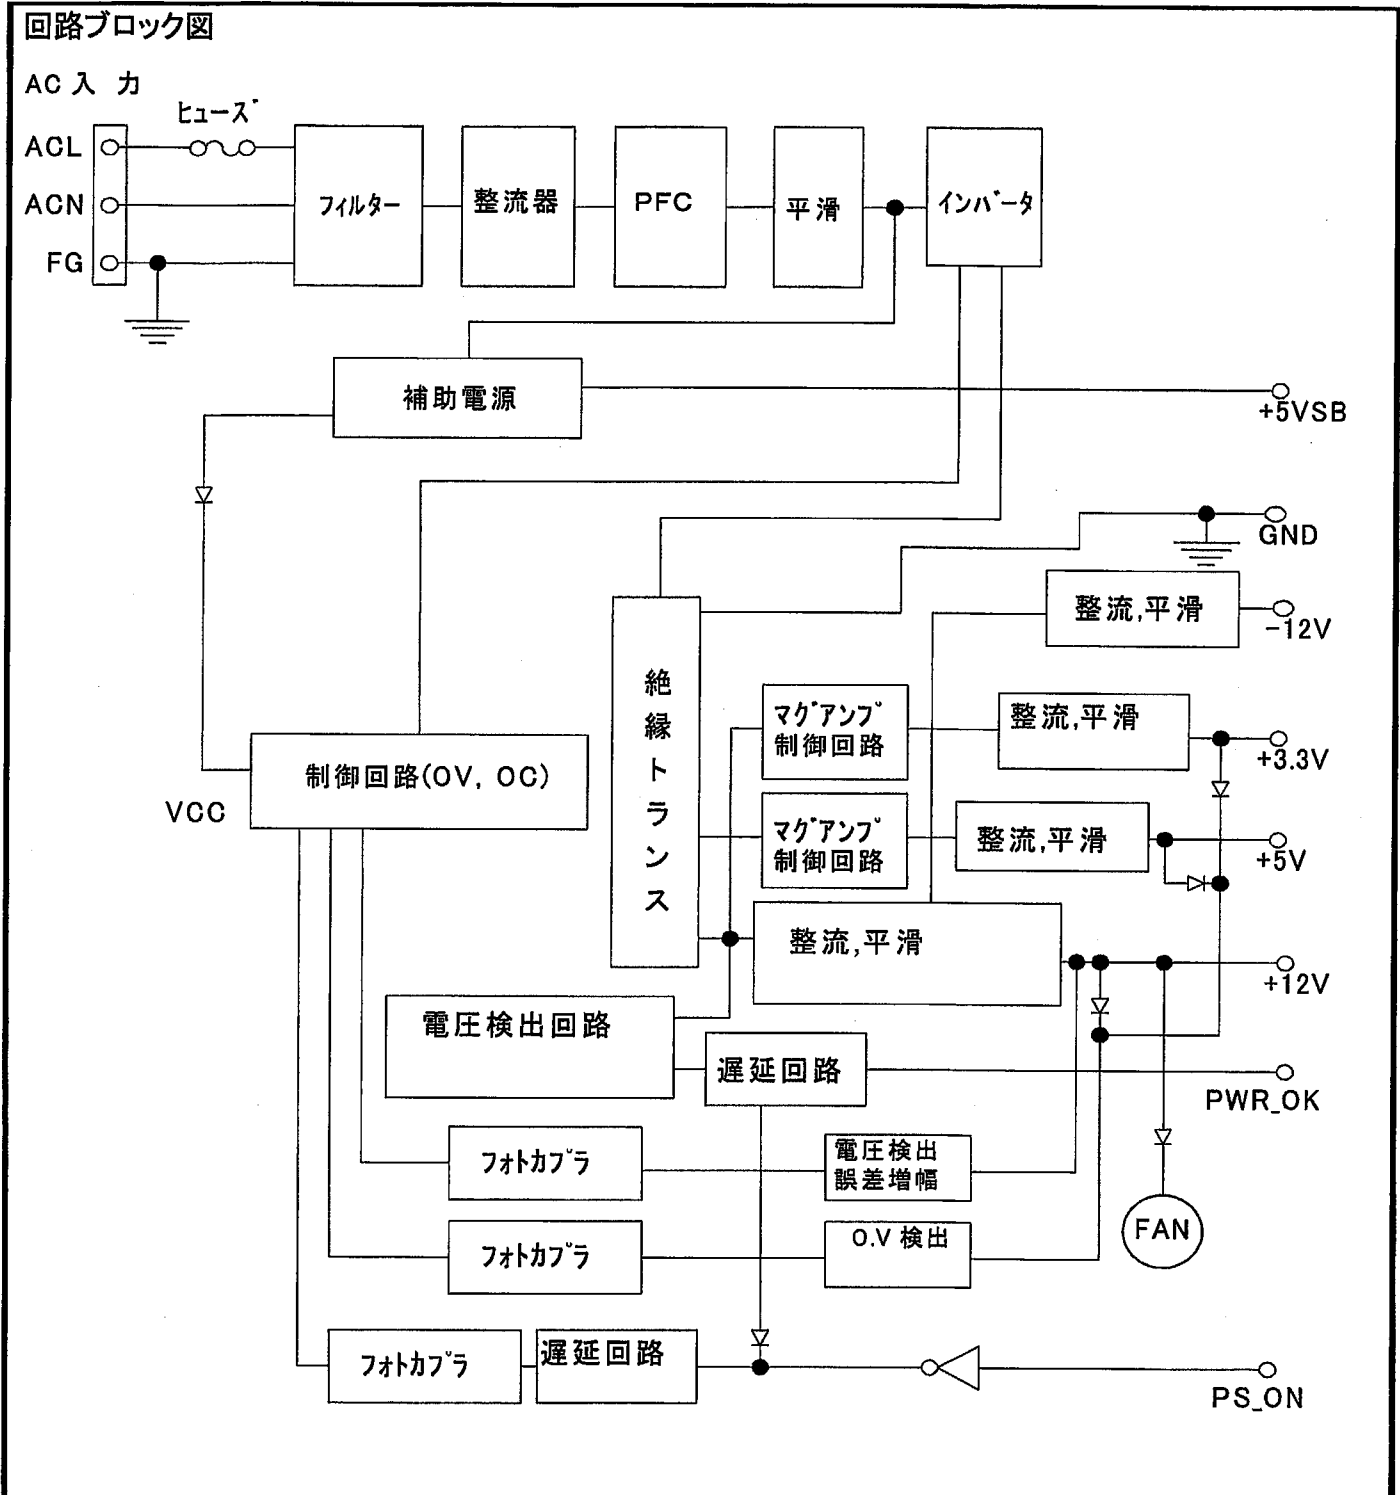 回路ブロック図
AC 入 力
ヒューズ
ACL
ACN
FG
フィルター
整流器
PFC
平滑
インバータ
補助電源
+5VSB
GND
整流,平滑
-12V
絶縁トランス
マグアンプ
制御回路
整流,平滑
+3.3V
制御回路(OV, OC)
VCC
マグアンプ
制御回路
整流,平滑
+5V
整流,平滑
+12V
電圧検出回路
遅延回路
PWR_OK
フォトカプラ
電圧検出
誤差増幅
FAN
フォトカプラ
O.V 検出
フォトカプラ
遅延回路
PS_ON